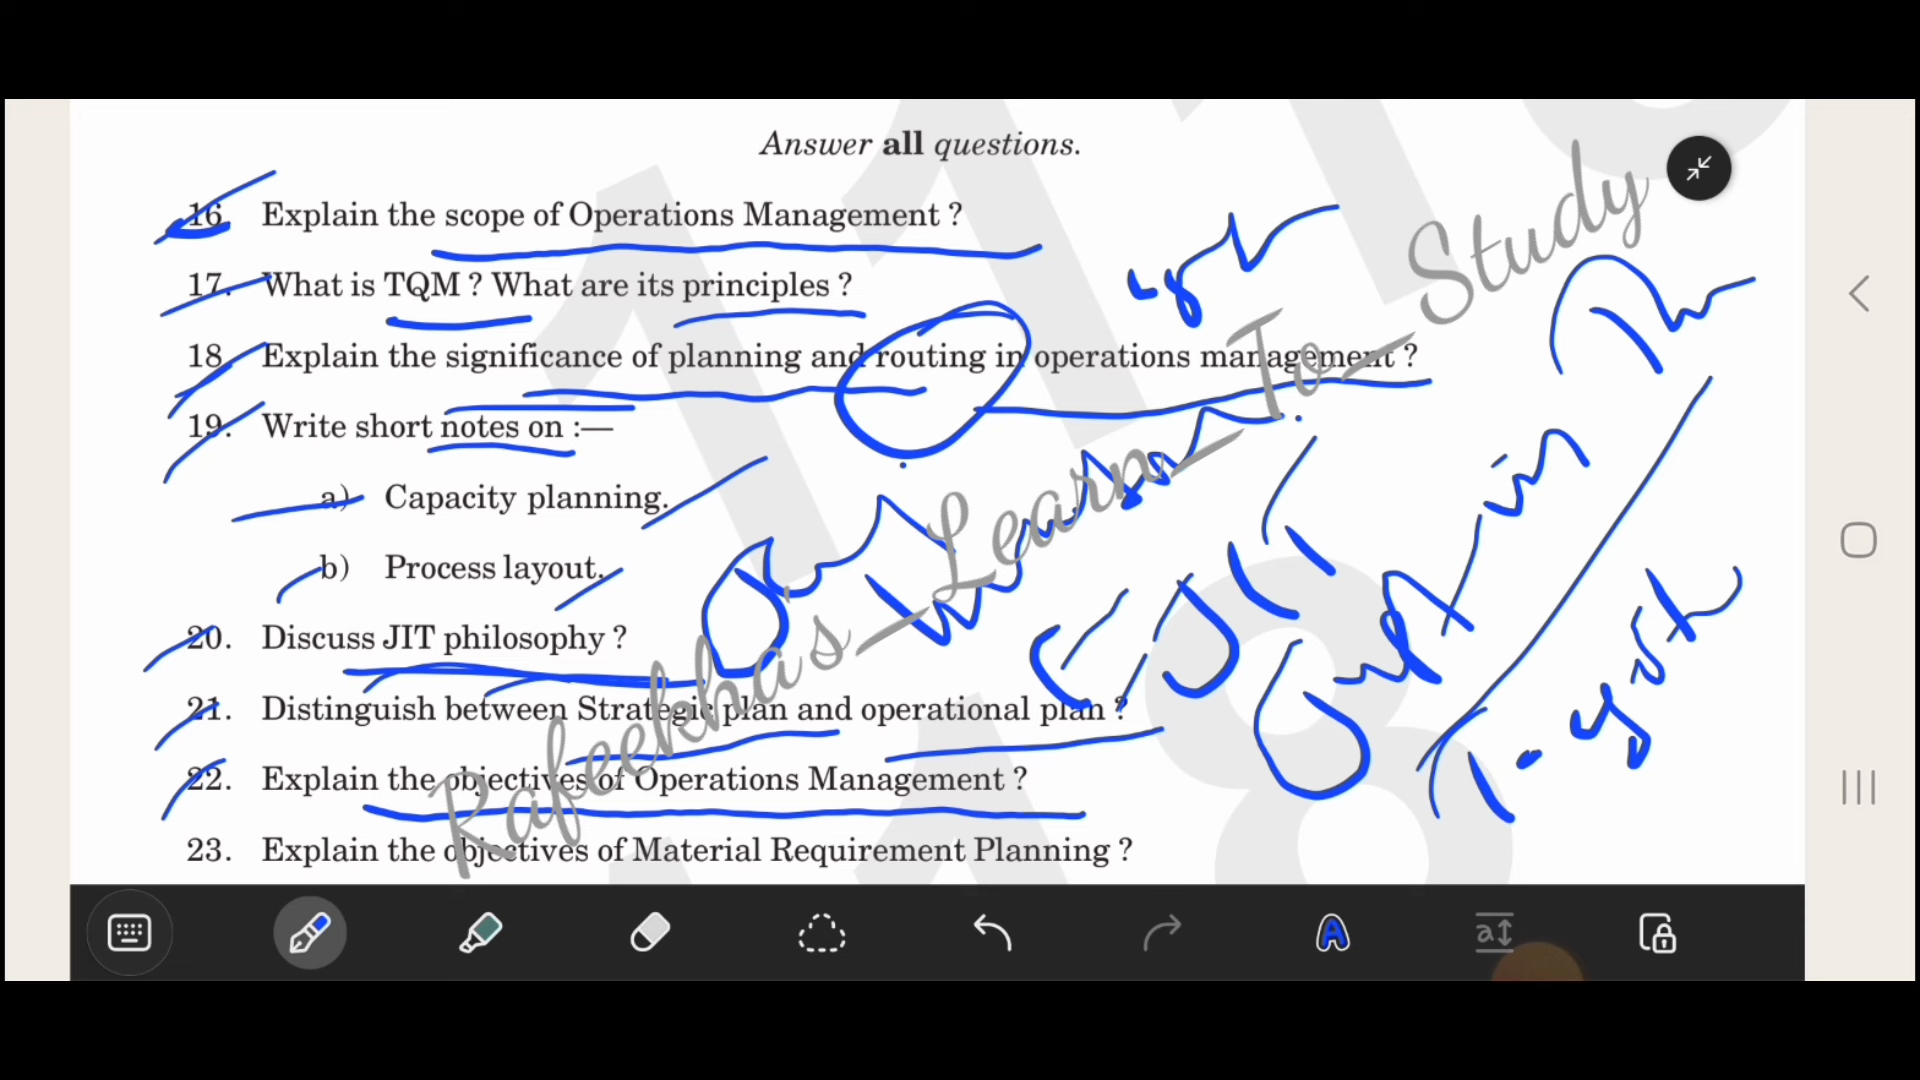 Answer all questions.
16. Explain the scope of Operations Management ?
17. What is TQM ? What are its principles ?
18. Explain the significance of planning and routing in operations management ?
19. Write short notes on :—
a) Capacity planning.
b) Process layout.
20. Discuss JIT philosophy ?
21. Distinguish between Strategic plan and operational plan ?
22. Explain the objectives of Operations Management ?
23. Explain the objectives of Material Requirement Planning ?
Rafeekha's_Learn_To_Study